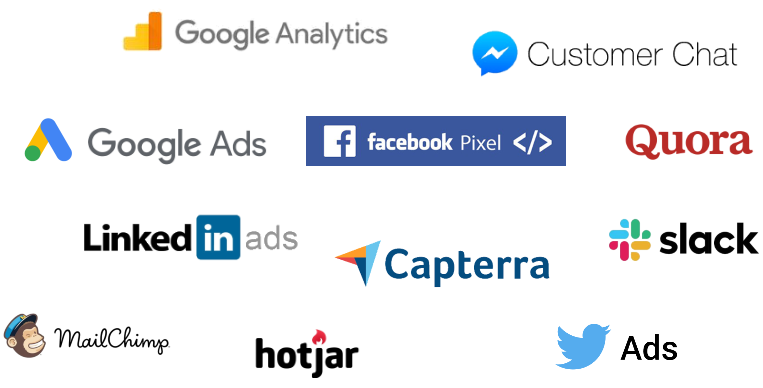 Google Analytics
Customer Chat
Google Ads
facebook Pixel </>
Quora
Linked in ads
Capterra
slack
MailChimp
hotjar
Ads